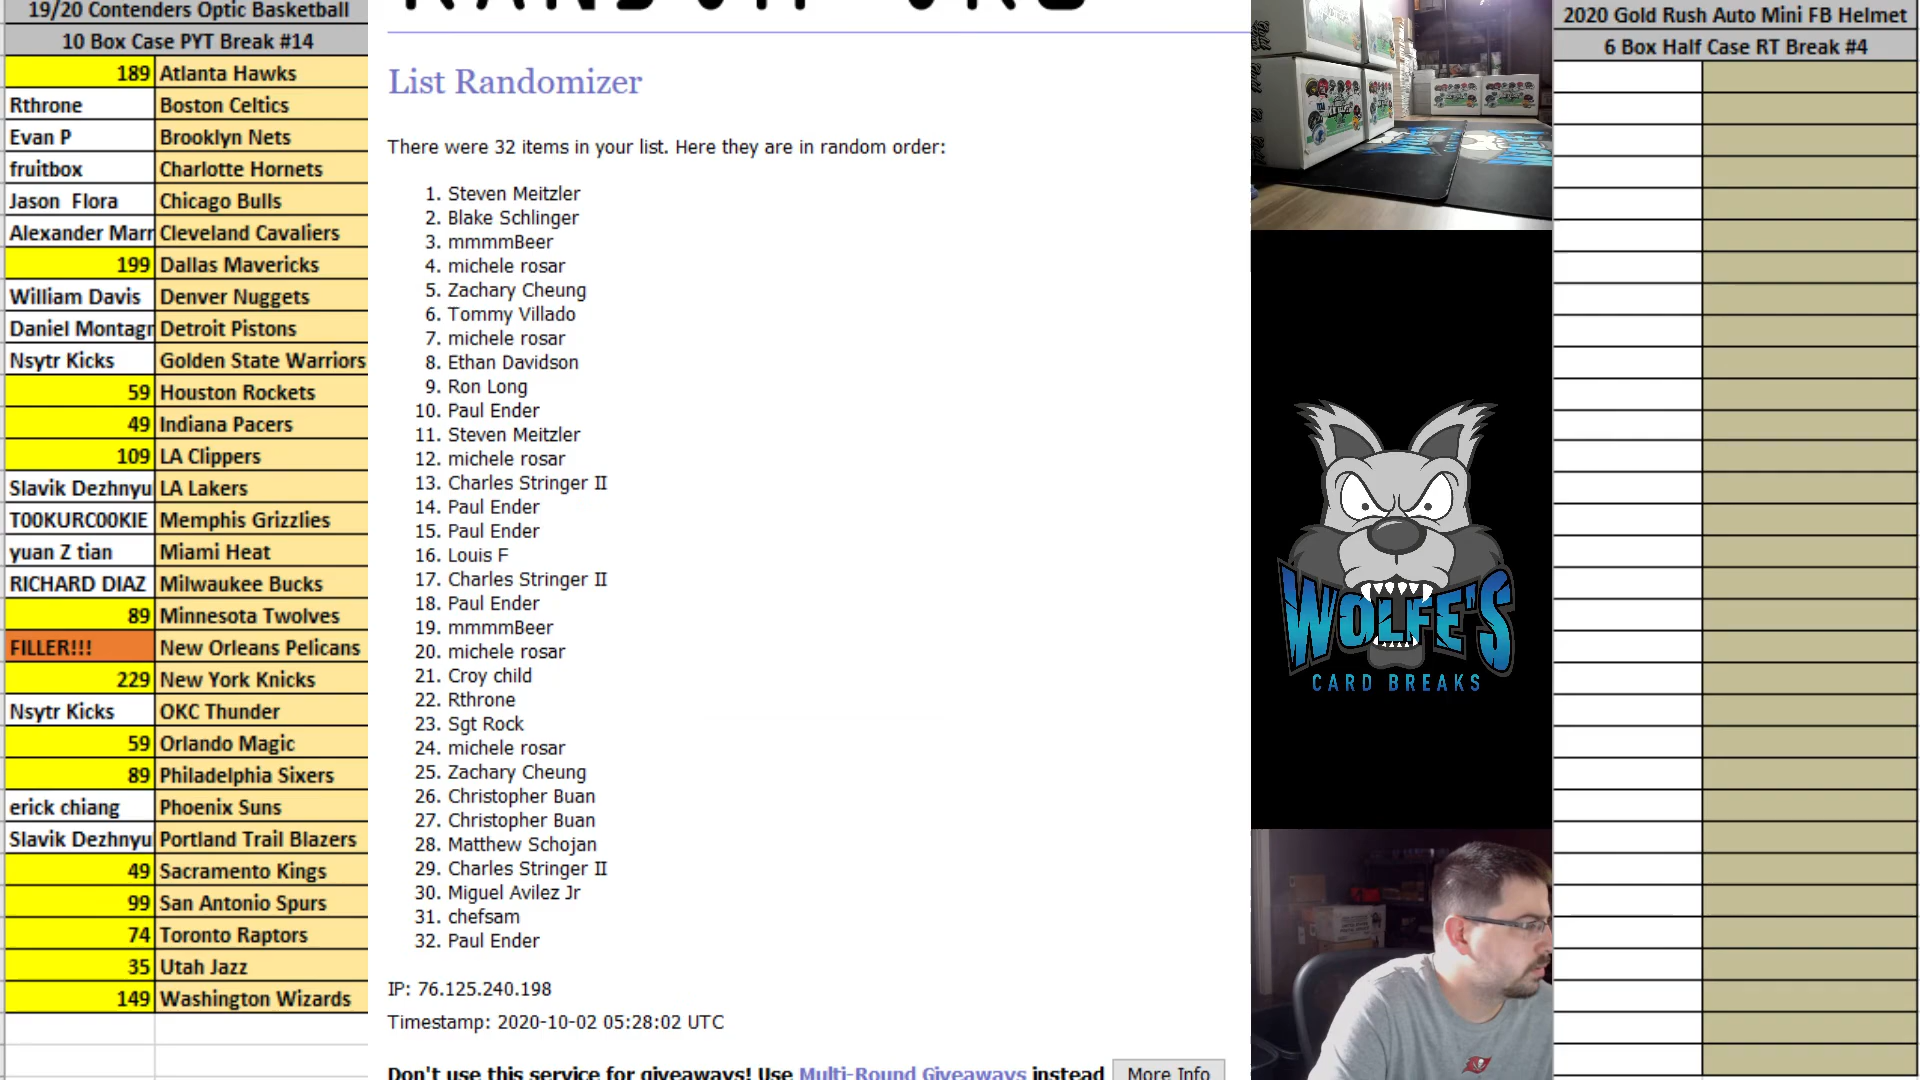 19/20 Contenders Optic Basketball
10 Box Case PYT Break #14
189 Atlanta Hawks
Rthrone Boston Celtics
Evan P Brooklyn Nets
fruitbox Charlotte Hornets
Jason Flora Chicago Bulls
Alexander Marr Cleveland Cavaliers
199 Dallas Mavericks
William Davis Denver Nuggets
Daniel Montagr Detroit Pistons
Nsytr Kicks Golden State Warriors
59 Houston Rockets
49 Indiana Pacers
109 LA Clippers
Slavik Dezhnyu LA Lakers
T00KURC00KIE Memphis Grizzlies
yuan Z tian Miami Heat
RICHARD DIAZ Milwaukee Bucks
89 Minnesota Twolves
FILLER!!! New Orleans Pelicans
229 New York Knicks
Nsytr Kicks OKC Thunder
59 Orlando Magic
89 Philadelphia Sixers
erick chiang Phoenix Suns
Slavik Dezhnyu Portland Trail Blazers
49 Sacramento Kings
99 San Antonio Spurs
74 Toronto Raptors
35 Utah Jazz
149 Washington Wizards
List Randomizer
There were 32 items in your list. Here they are in random order:
1. Steven Meitzler
2. Blake Schlinger
3. mmmmBeer
4. michele rosar
5. Zachary Cheung
6. Tommy Villado
7. michele rosar
8. Ethan Davidson
9. Ron Long
10. Paul Ender
11. Steven Meitzler
12. michele rosar
13. Charles Stringer II
14. Paul Ender
15. Paul Ender
16. Louis F
17. Charles Stringer II
18. Paul Ender
19. mmmmBeer
20. michele rosar
21. Croy child
22. Rthrone
23. Sgt Rock
24. michele rosar
25. Zachary Cheung
26. Christopher Buan
27. Christopher Buan
28. Matthew Schojan
29. Charles Stringer II
30. Miguel Avilez Jr
31. chefsam
32. Paul Ender
IP: 76.125.240.198
Timestamp: 2020-10-02 05:28:02 UTC
Don't use this service for giveaways! Use Multi-Round Giveaways instead More Info
WOLFE'S
CARD BREAKS
2020 Gold Rush Auto Mini FB Helmet
6 Box Half Case RT Break #4